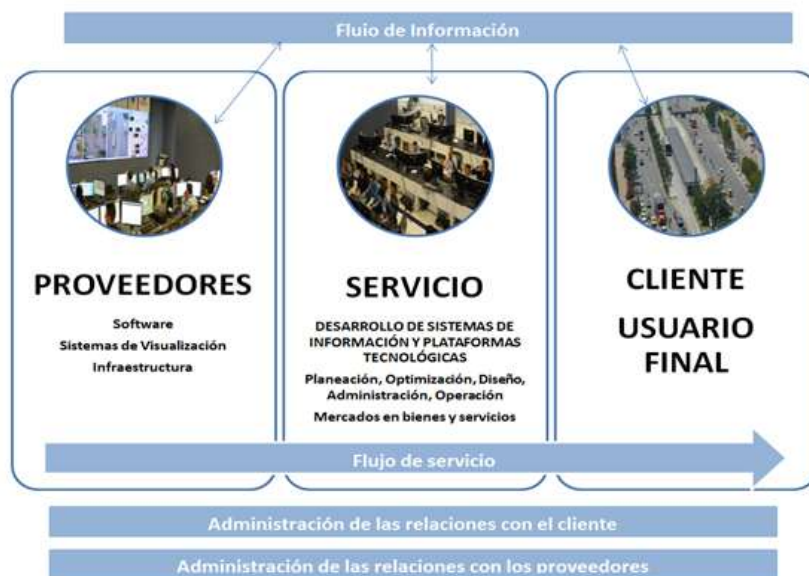 Flujo de Información
PROVEEDORES
Software
Sistemas de Visualización
Infraestructura
SERVICIO
DESARROLLO DE SISTEMAS DE
INFORMACIÓN Y PLATAFORMAS
TECNOLÓGICAS
Planeación, Optimización, Diseño,
Administración, Operación
Mercados en bienes y servicios
CLIENTE
USUARIO
FINAL
Flujo de servicio
Administración de las relaciones con el cliente
Administración de las relaciones con los proveedores